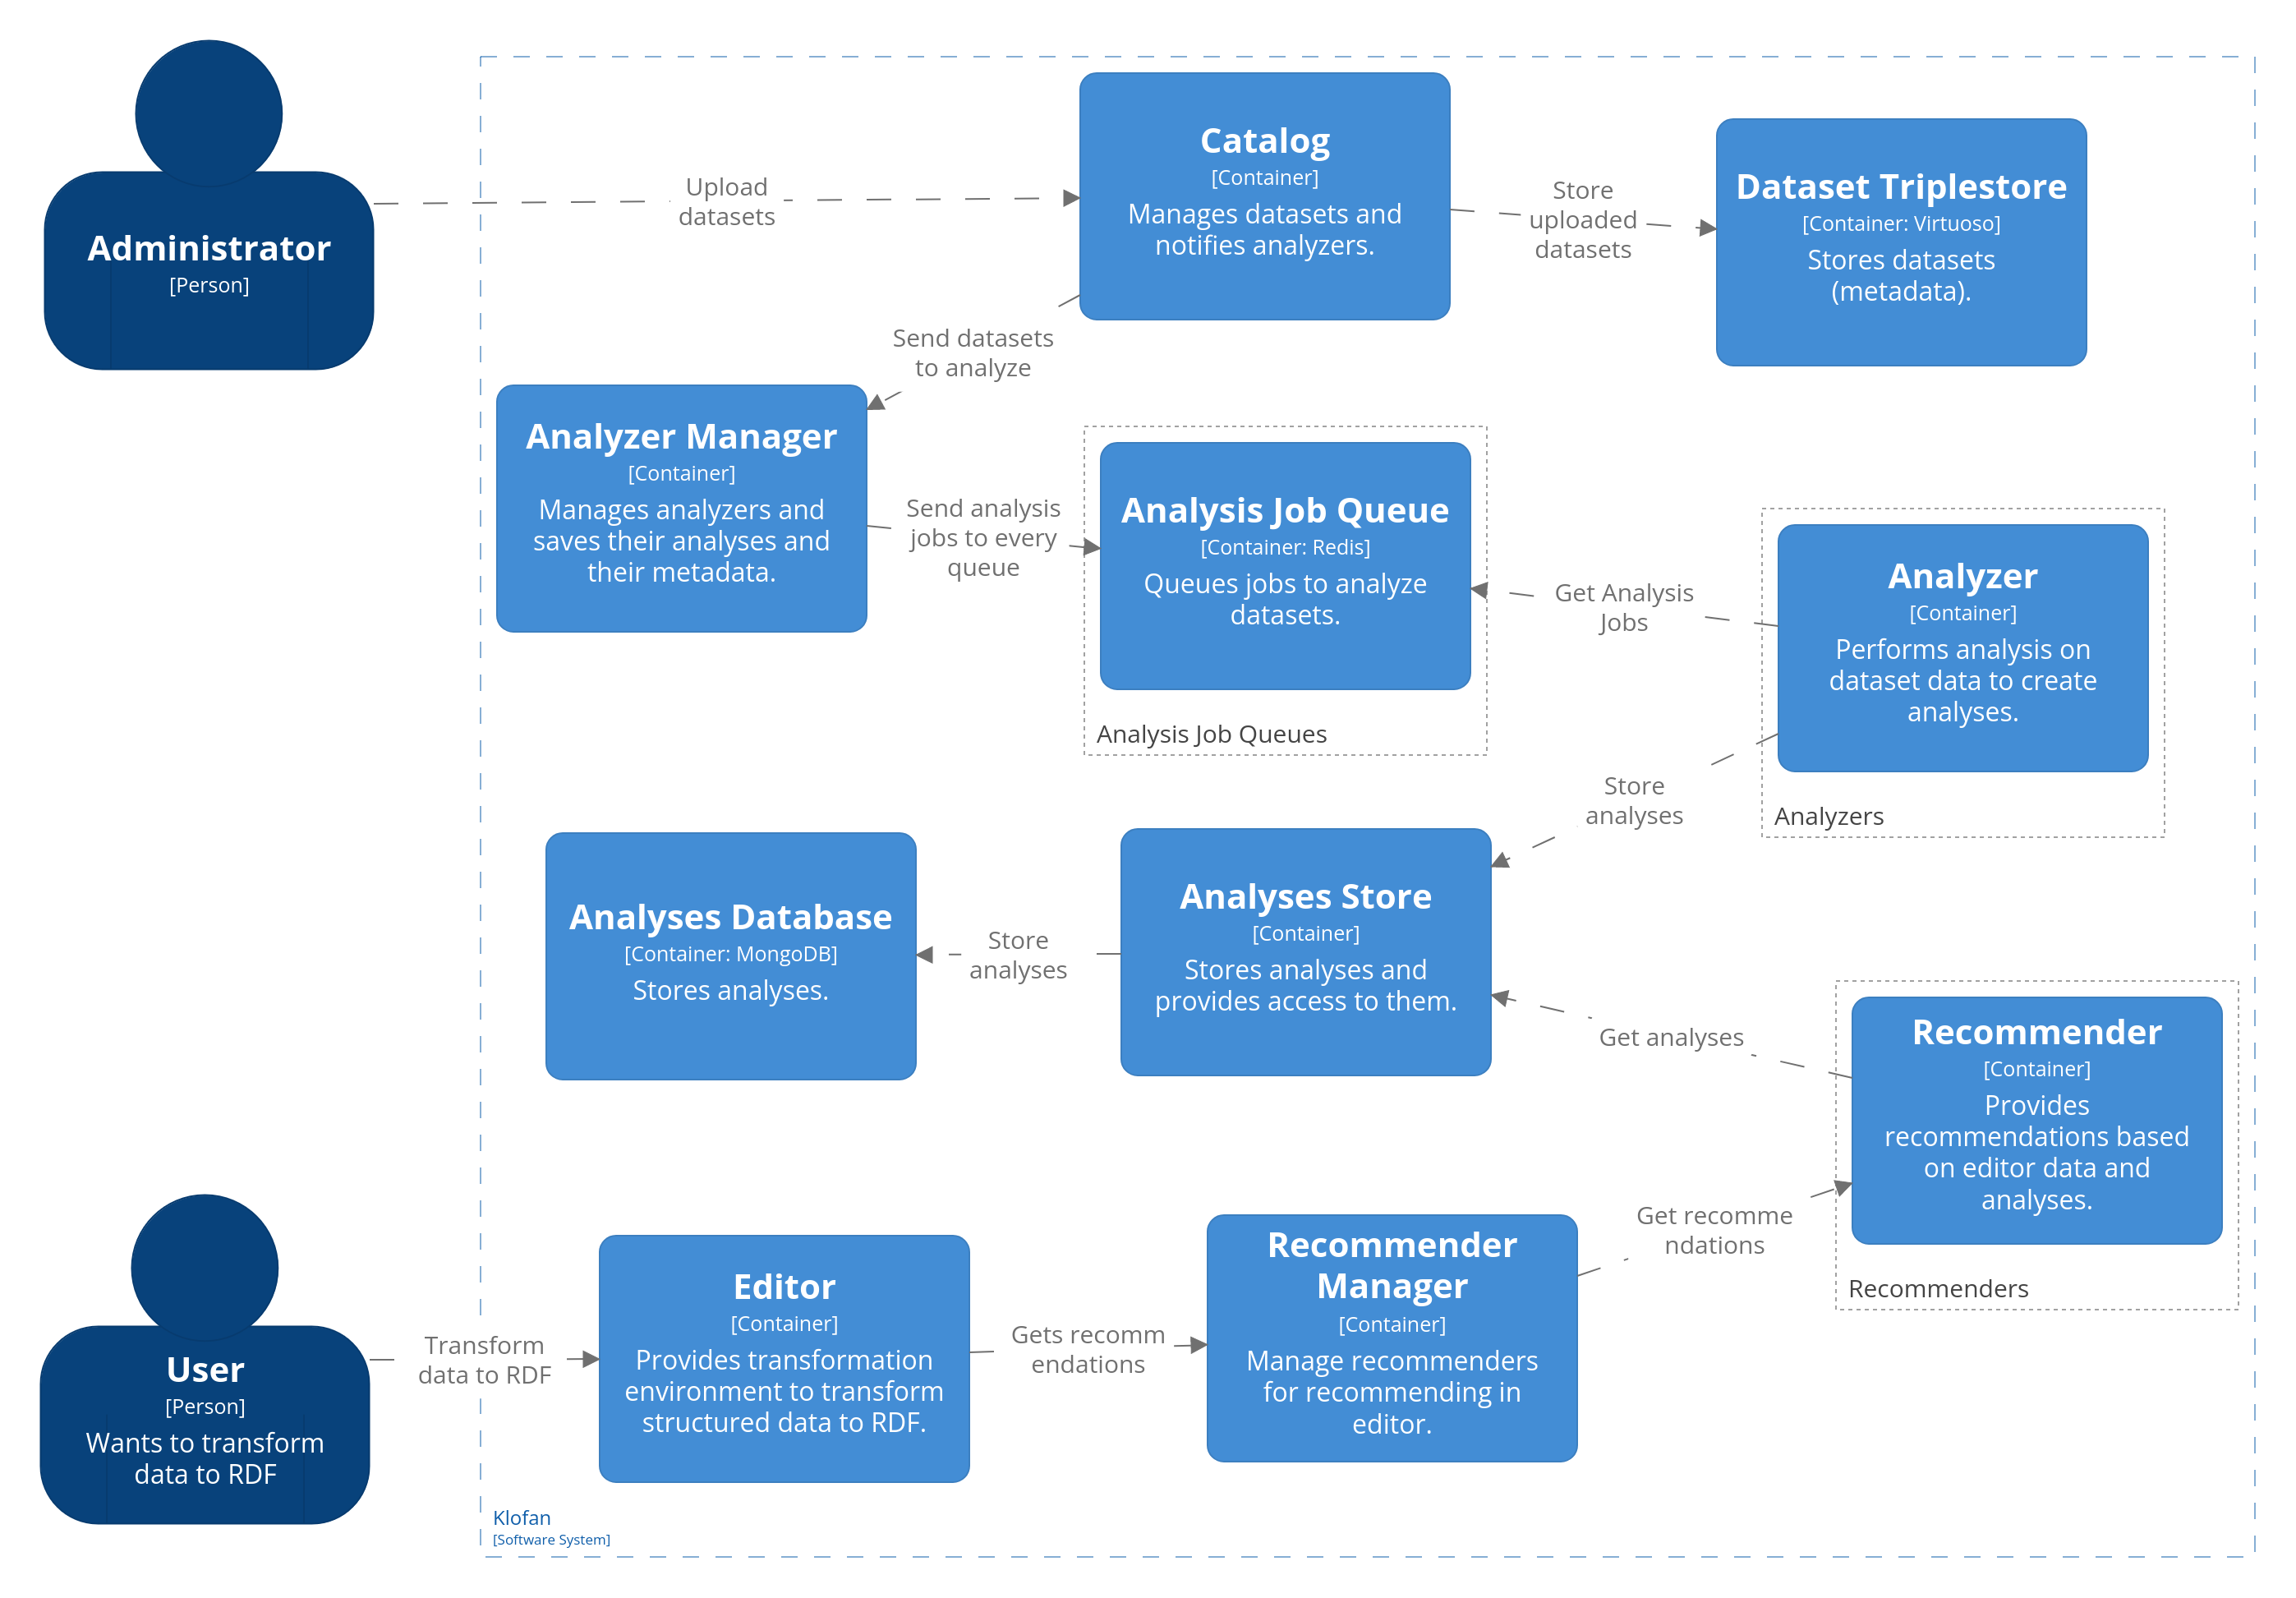 Administrator
[Person]
Upload
datasets
Catalog
[Container]
Manages datasets and
notifies analyzers.
Store
uploaded
datasets
Dataset Triplestore
[Container: Virtuoso]
Stores datasets
(metadata).
Send datasets
to analyze
Analyzer Manager
[Container]
Manages analyzers and
saves their analyses and
their metadata.
Send analysis
jobs to every
queue
Analysis Job Queue
[Container: Redis]
Queues jobs to analyze
datasets.
Analysis Job Queues
Get Analysis
Jobs
Analyzer
[Container]
Performs analysis on
dataset data to create
analyses.
Analyzers
Store
analyses
Analyses Database
[Container: MongoDB]
Stores analyses.
Store
analyses
Analyses Store
[Container]
Stores analyses and
provides access to them.
Get analyses
Recommender
[Container]
Provides
recommendations based
on editor data and
analyses.
Recommenders
User
[Person]
Wants to transform
data to RDF
Transform
data to RDF
Editor
[Container]
Provides transformation
environment to transform
structured data to RDF.
Gets recomm
endations
Recommender
Manager
[Container]
Manage recommenders
for recommending in
editor.
Get recomme
ndations
Klofan
[Software System]